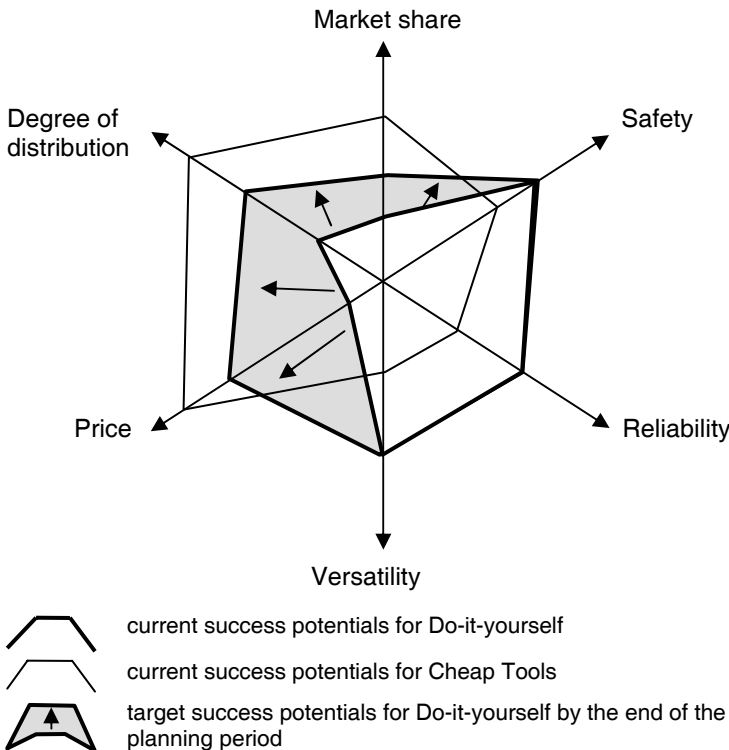 Market share
Degree of
distribution
Safety
Price
Reliability
Versatility
current success potentials for Do-it-yourself
current success potentials for Cheap Tools
target success potentials for Do-it-yourself by the end of the
planning period